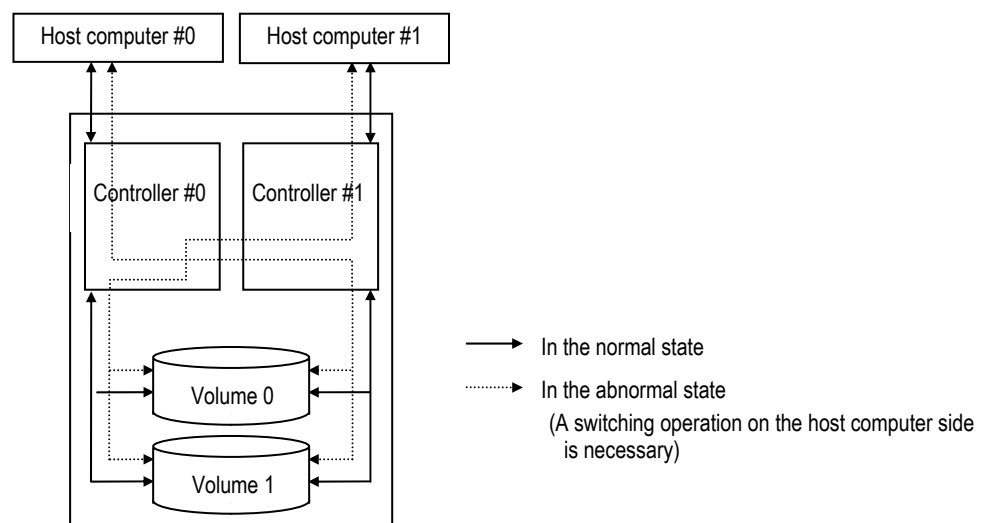 Host computer #0
Host computer #1
Controller #0
Controller #1
Volume 0
Volume 1
In the normal state
In the abnormal state
(A switching operation on the host computer side
is necessary)